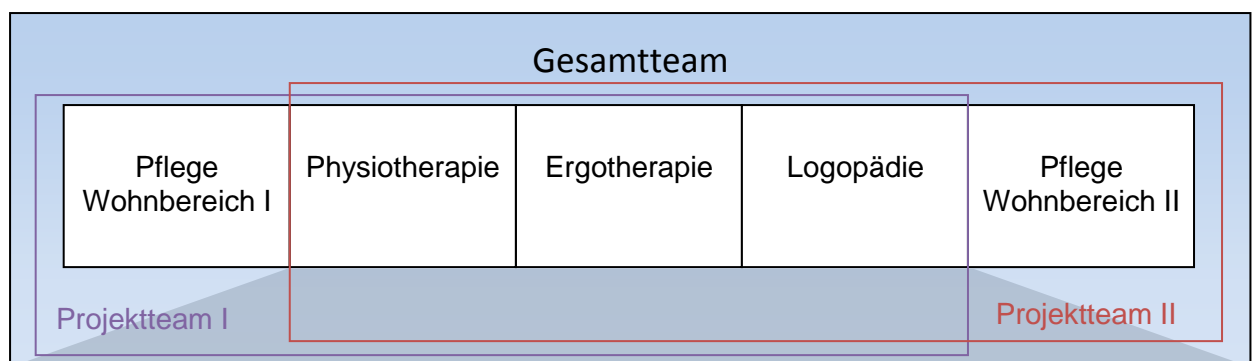 Gesamtteam
Pflege
Wohnbereich I
Physiotherapie
Ergotherapie
Logopädie
Pflege
Wohnbereich II
Projektteam I
Projektteam II